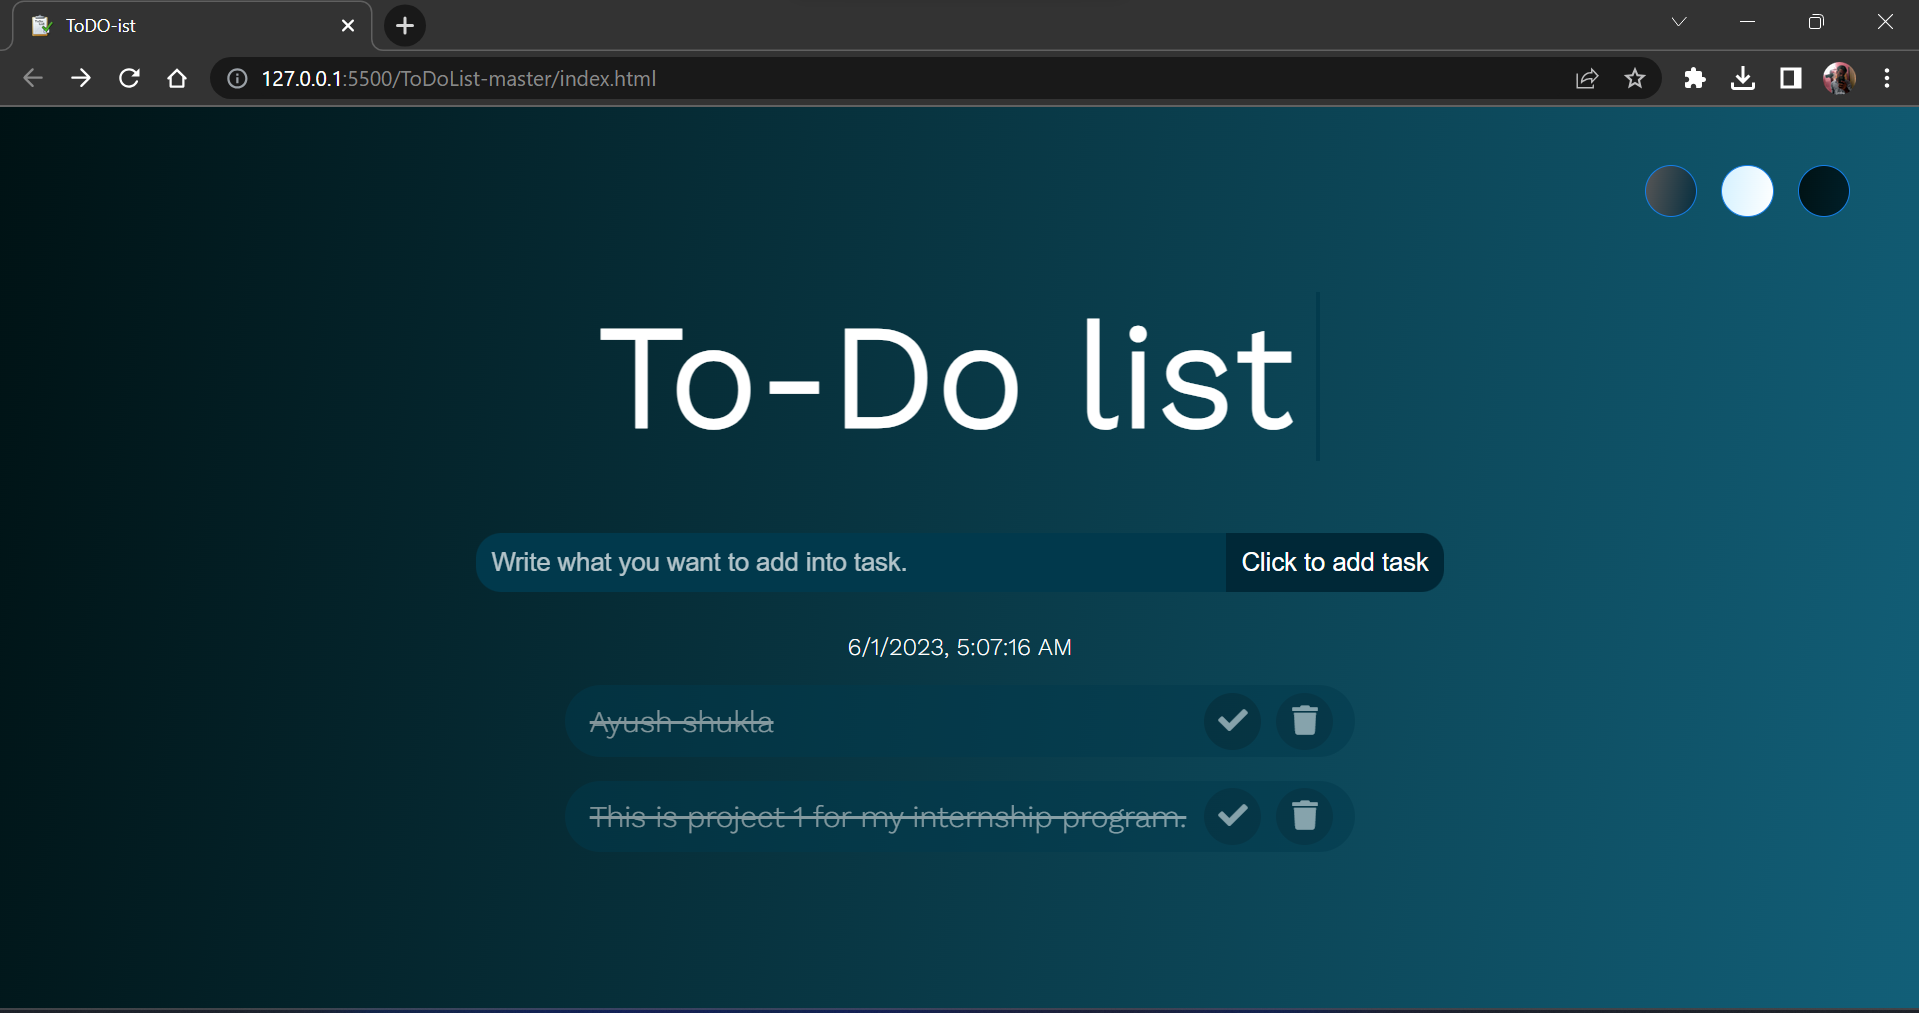 ToDO-ist
127.0.0.1:5500/ToDoList-master/index.html
To-Do list
Write what you want to add into task.
Click to add task
6/1/2023, 5:07:16 AM
Ayush shukla
This is project 1 for my internship program.